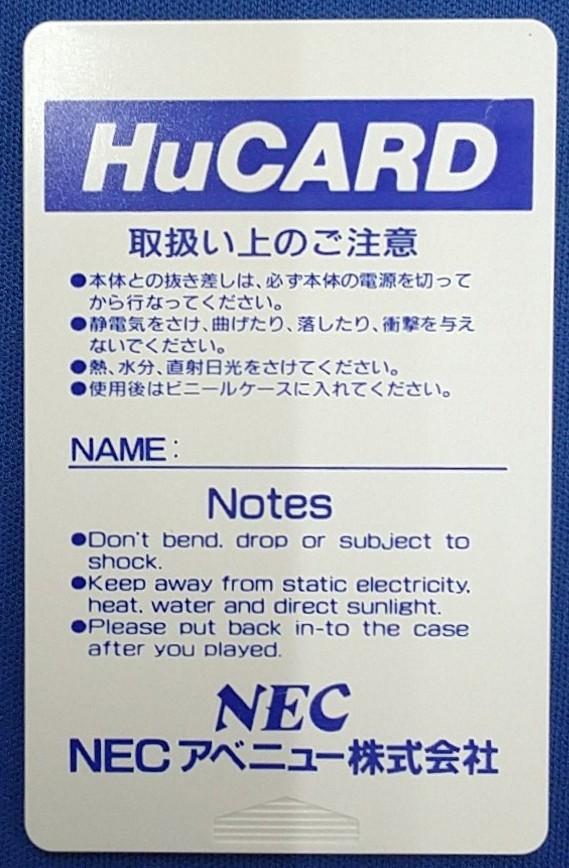 HuCARD
取扱い上のご注意
●本体との抜き差しは、必ず本体の電源を切って
から行なってください。
●静電気をさけ、曲げたり、落したり、衝撃を与え
ないでください。
●熱、水分、直射日光をさけてください。
●使用後はビニールケースに入れてください。
NAME:
Notes
●Don't bend. drop or subject to
shock.
●Keep away from static electricity.
heat. water and direct sunlight.
●Please put back in-to the case
after you played.
NEC
NECアベニュー株式会社